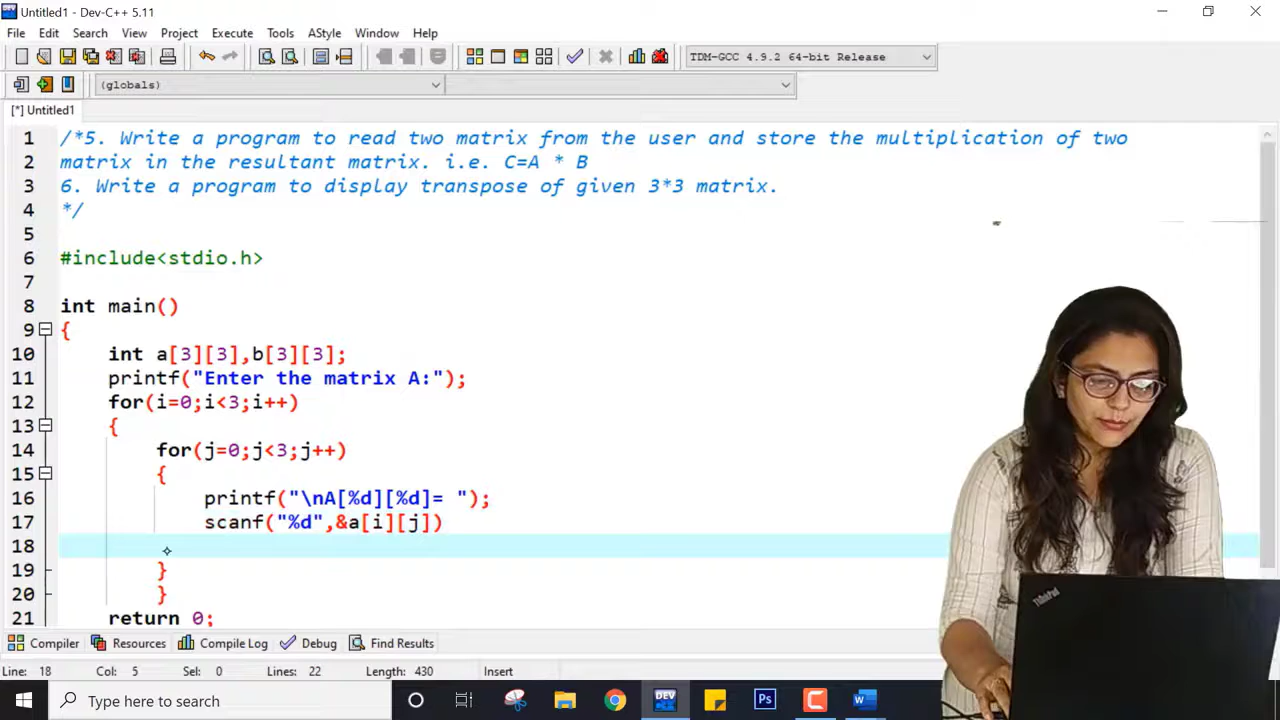 Untitled1 - Dev-C++ 5.11
File Edit Search View Project Execute Tools AStyle Window Help
TDM-GCC 4.9.2 64-bit Release
(globals)
[*] Untitled1
1 /*5. Write a program to read two matrix from the user and store the multiplication of two
2 matrix in the resultant matrix. i.e. C=A * B
3 6. Write a program to display transpose of given 3*3 matrix.
4 */
5
6 #include<stdio.h>
7
8 int main()
9 {
10 int a[3][3],b[3][3];
11 printf("Enter the matrix A:");
12 for(i=0;i<3;i++)
13 {
14 for(j=0;j<3;j++)
15 {
16 printf("\nA[%d][%d]= ");
17 scanf("%d",&a[i][j])
18
19 }
20 }
21 return 0;
Compiler Resources Compile Log Debug Find Results
Line: 18 Col: 5 Sel: 0 Lines: 22 Length: 430 Insert
Type here to search DEV Ps
ThinkPad